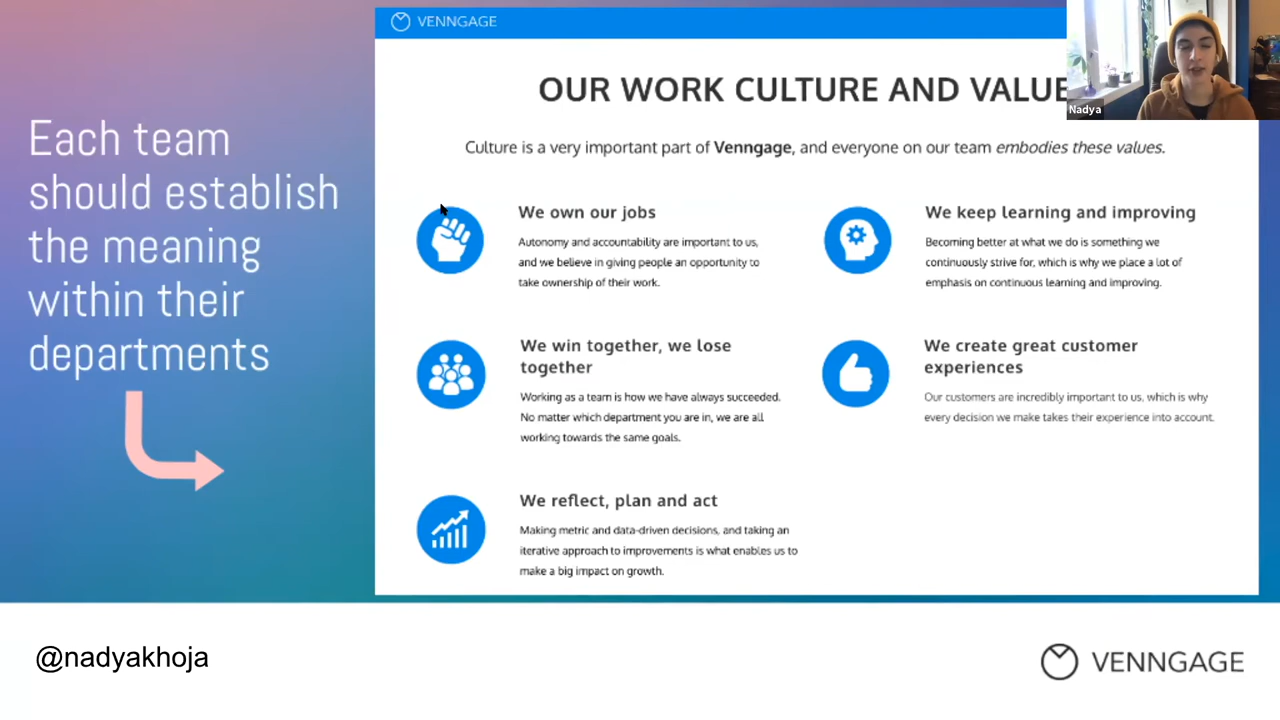 Each team
should establish
the meaning
within their
departments
VENNGAGE
OUR WORK CULTURE AND VALUE
Culture is a very important part of Venngage, and everyone on our team embodies these values.
We own our jobs
Autonomy and accountability are important to us,
and we believe in giving people an opportunity to
take ownership of their work.
We keep learning and improving
Becoming better at what we do is something we
continuously strive for, which is why we place a lot of
emphasis on continuous learning and improving.
We win together, we lose
together
Working as a team is how we have always succeeded.
No matter which department you are in, we are all
working towards the same goals.
We create great customer
experiences
Our customers are incredibly important to us, which is why
every decision we make takes their experience into account.
We reflect, plan and act
Making metric and data-driven decisions, and taking an
iterative approach to improvements is what enables us to
make a big impact on growth.
Nadya
@nadyakhoja
VENNGAGE